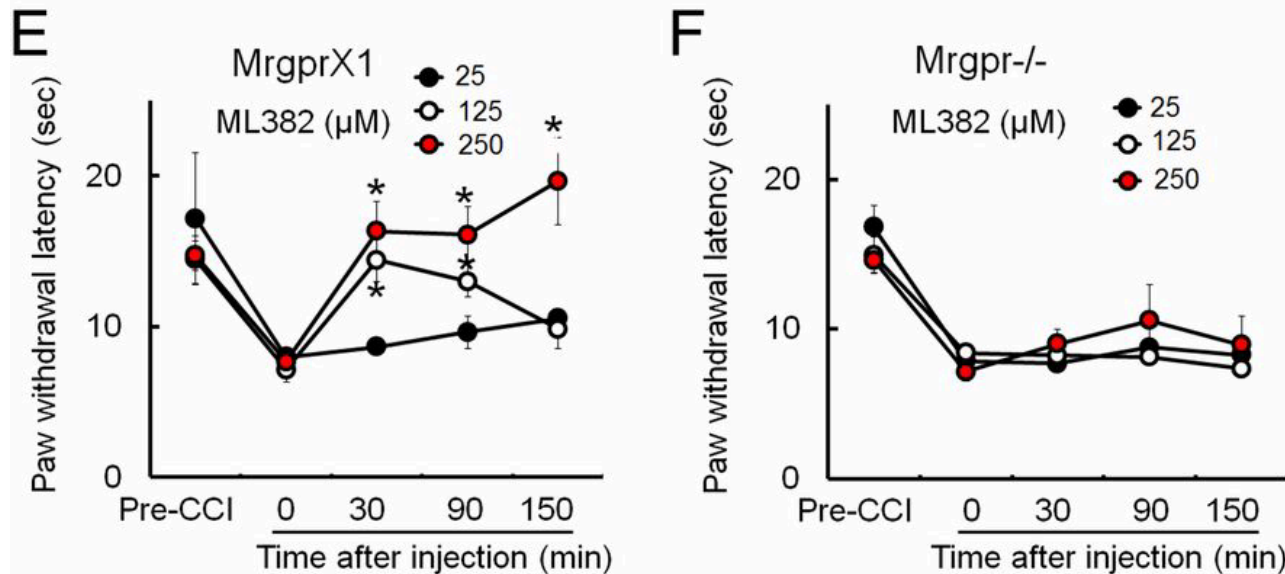 E
MrgprX1
ML382 (µM)
25
125
250
Paw withdrawal latency (sec)
20
10
0
*
*
*
*
*
Pre-CCI 0 30 90 150
Time after injection (min)
F
Mrgpr-/-
ML382 (µM)
25
125
250
Paw withdrawal latency (sec)
20
10
0
Pre-CCI 0 30 90 150
Time after injection (min)